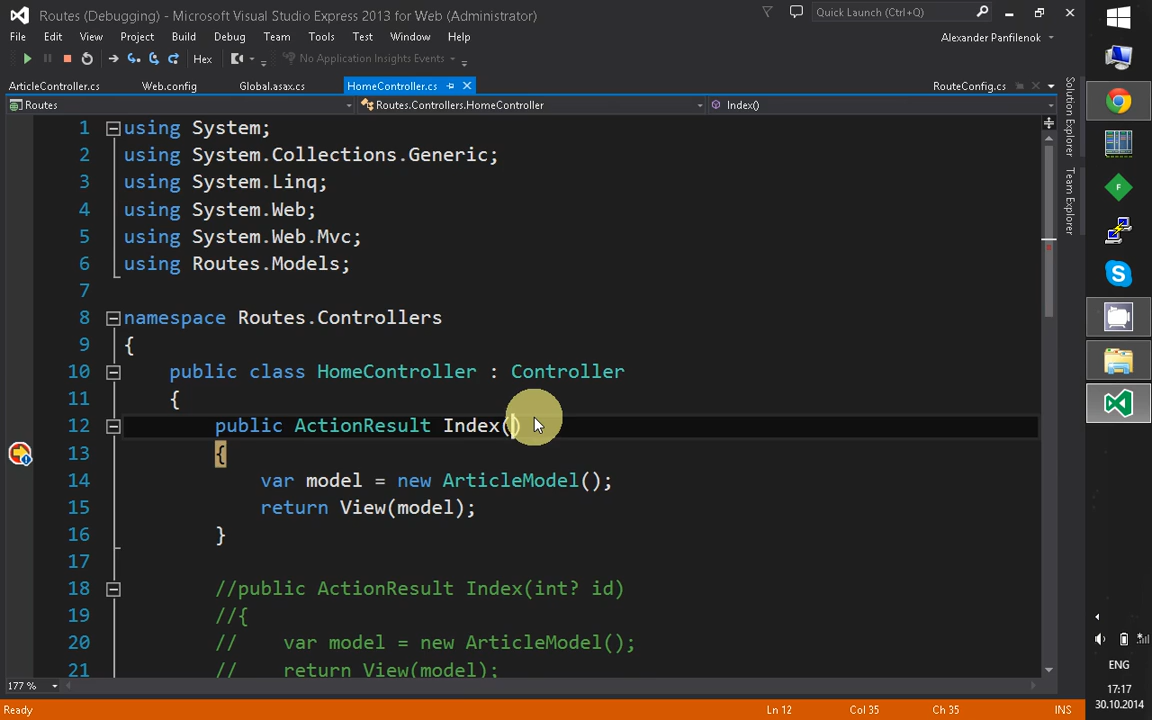 Routes (Debugging) - Microsoft Visual Studio Express 2013 for Web (Administrator)
Quick Launch (Ctrl+Q)
File Edit View Project Build Debug Team Tools Test Window Help
Alexander Panfilenok
Hex
No application Insights Events
ArticleController.cs Web.config Global.asax.cs HomeController.cs RouteConfig.cs
Routes Routes.Controllers.HomeController Index()
1 using System;
2 using System.Collections.Generic;
3 using System.Linq;
4 using System.Web;
5 using System.Web.Mvc;
6 using Routes.Models;
7
8 namespace Routes.Controllers
9 {
10 public class HomeController : Controller
11 {
12 public ActionResult Index()
13 {
14 var model = new ArticleModel();
15 return View(model);
16 }
17
18 //public ActionResult Index(int? id)
19 //{
20 // var model = new ArticleModel();
21 // return View(model);
177 %
Ready Ln 12 Col 35 Ch 35 INS
Solution Explorer
Team Explorer
F
S
ENG
17:17
30.10.2014